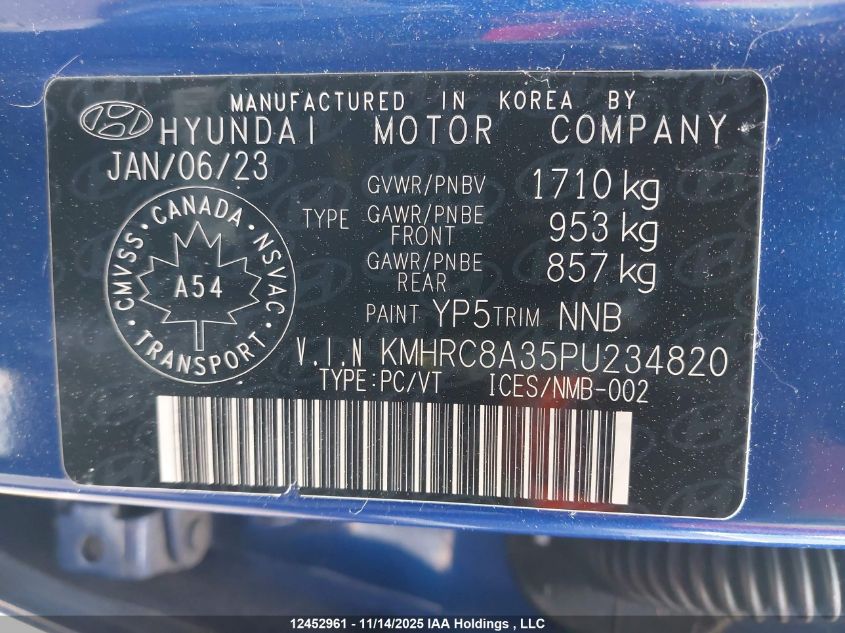 MANUFACTURED IN KOREA BY
HYUNDAI MOTOR COMPANY
JAN/06/23
GVWR/PNBV 1710 kg
TYPE GAWR/PNBE FRONT 953 kg
GAWR/PNBE REAR 857 kg
CANADA
CMVSS · NSVAC
A54
TRANSPORT
PAINT YP5 TRIM NNB
V.I.N KMHRC8A35PU234820
TYPE:PC/VT ICES/NMB-002
12452961 - 11/14/2025 IAA Holdings , LLC